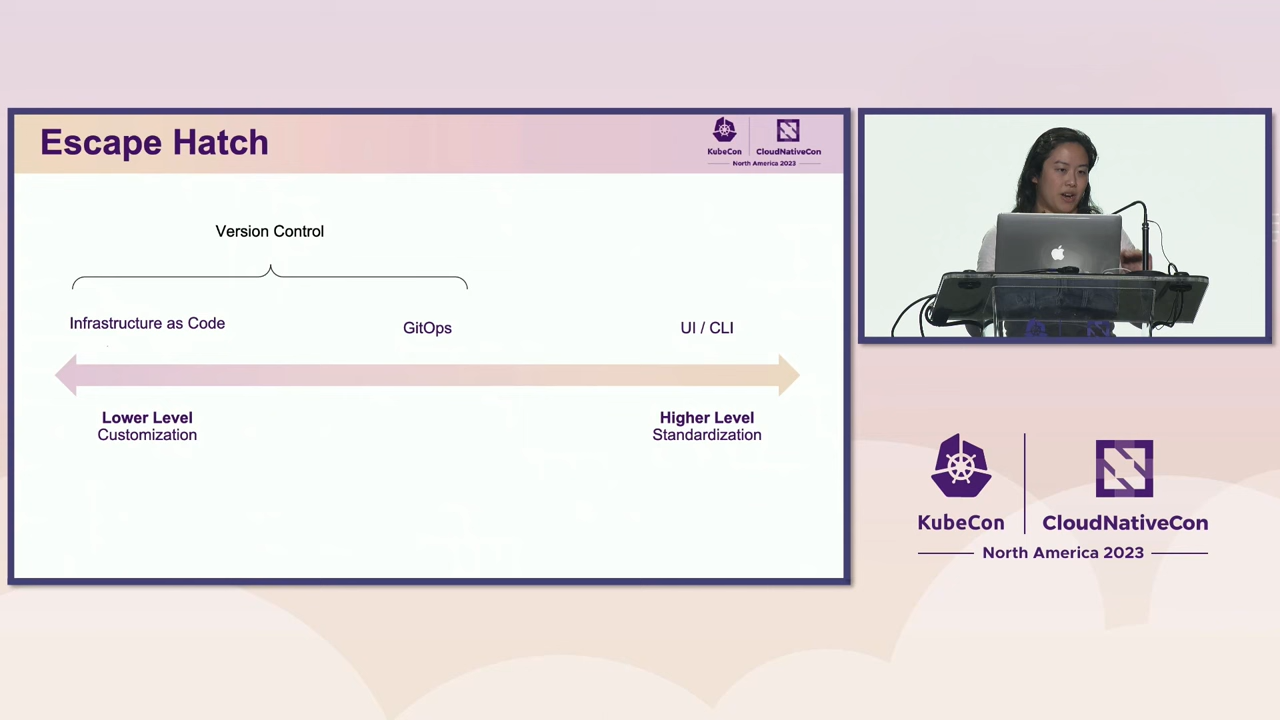 Escape Hatch
KubeCon
CloudNativeCon
North America 2023
Version Control
Infrastructure as Code
GitOps
UI / CLI
Lower Level
Customization
Higher Level
Standardization
KubeCon
CloudNativeCon
North America 2023